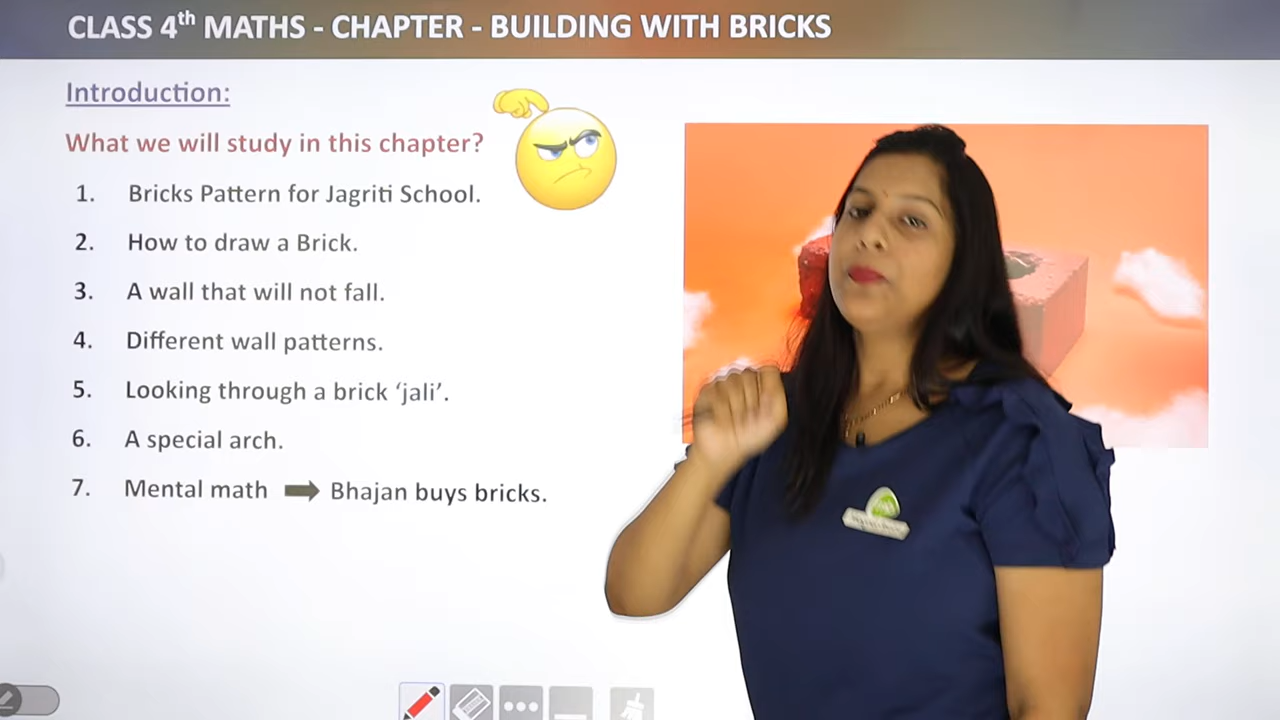 CLASS 4th MATHS - CHAPTER - BUILDING WITH BRICKS
Introduction:
What we will study in this chapter?
1. Bricks Pattern for Jagriti School.
2. How to draw a Brick.
3. A wall that will not fall.
4. Different wall patterns.
5. Looking through a brick ‘jali’.
6. A special arch.
7. Mental math ➡ Bhajan buys bricks.